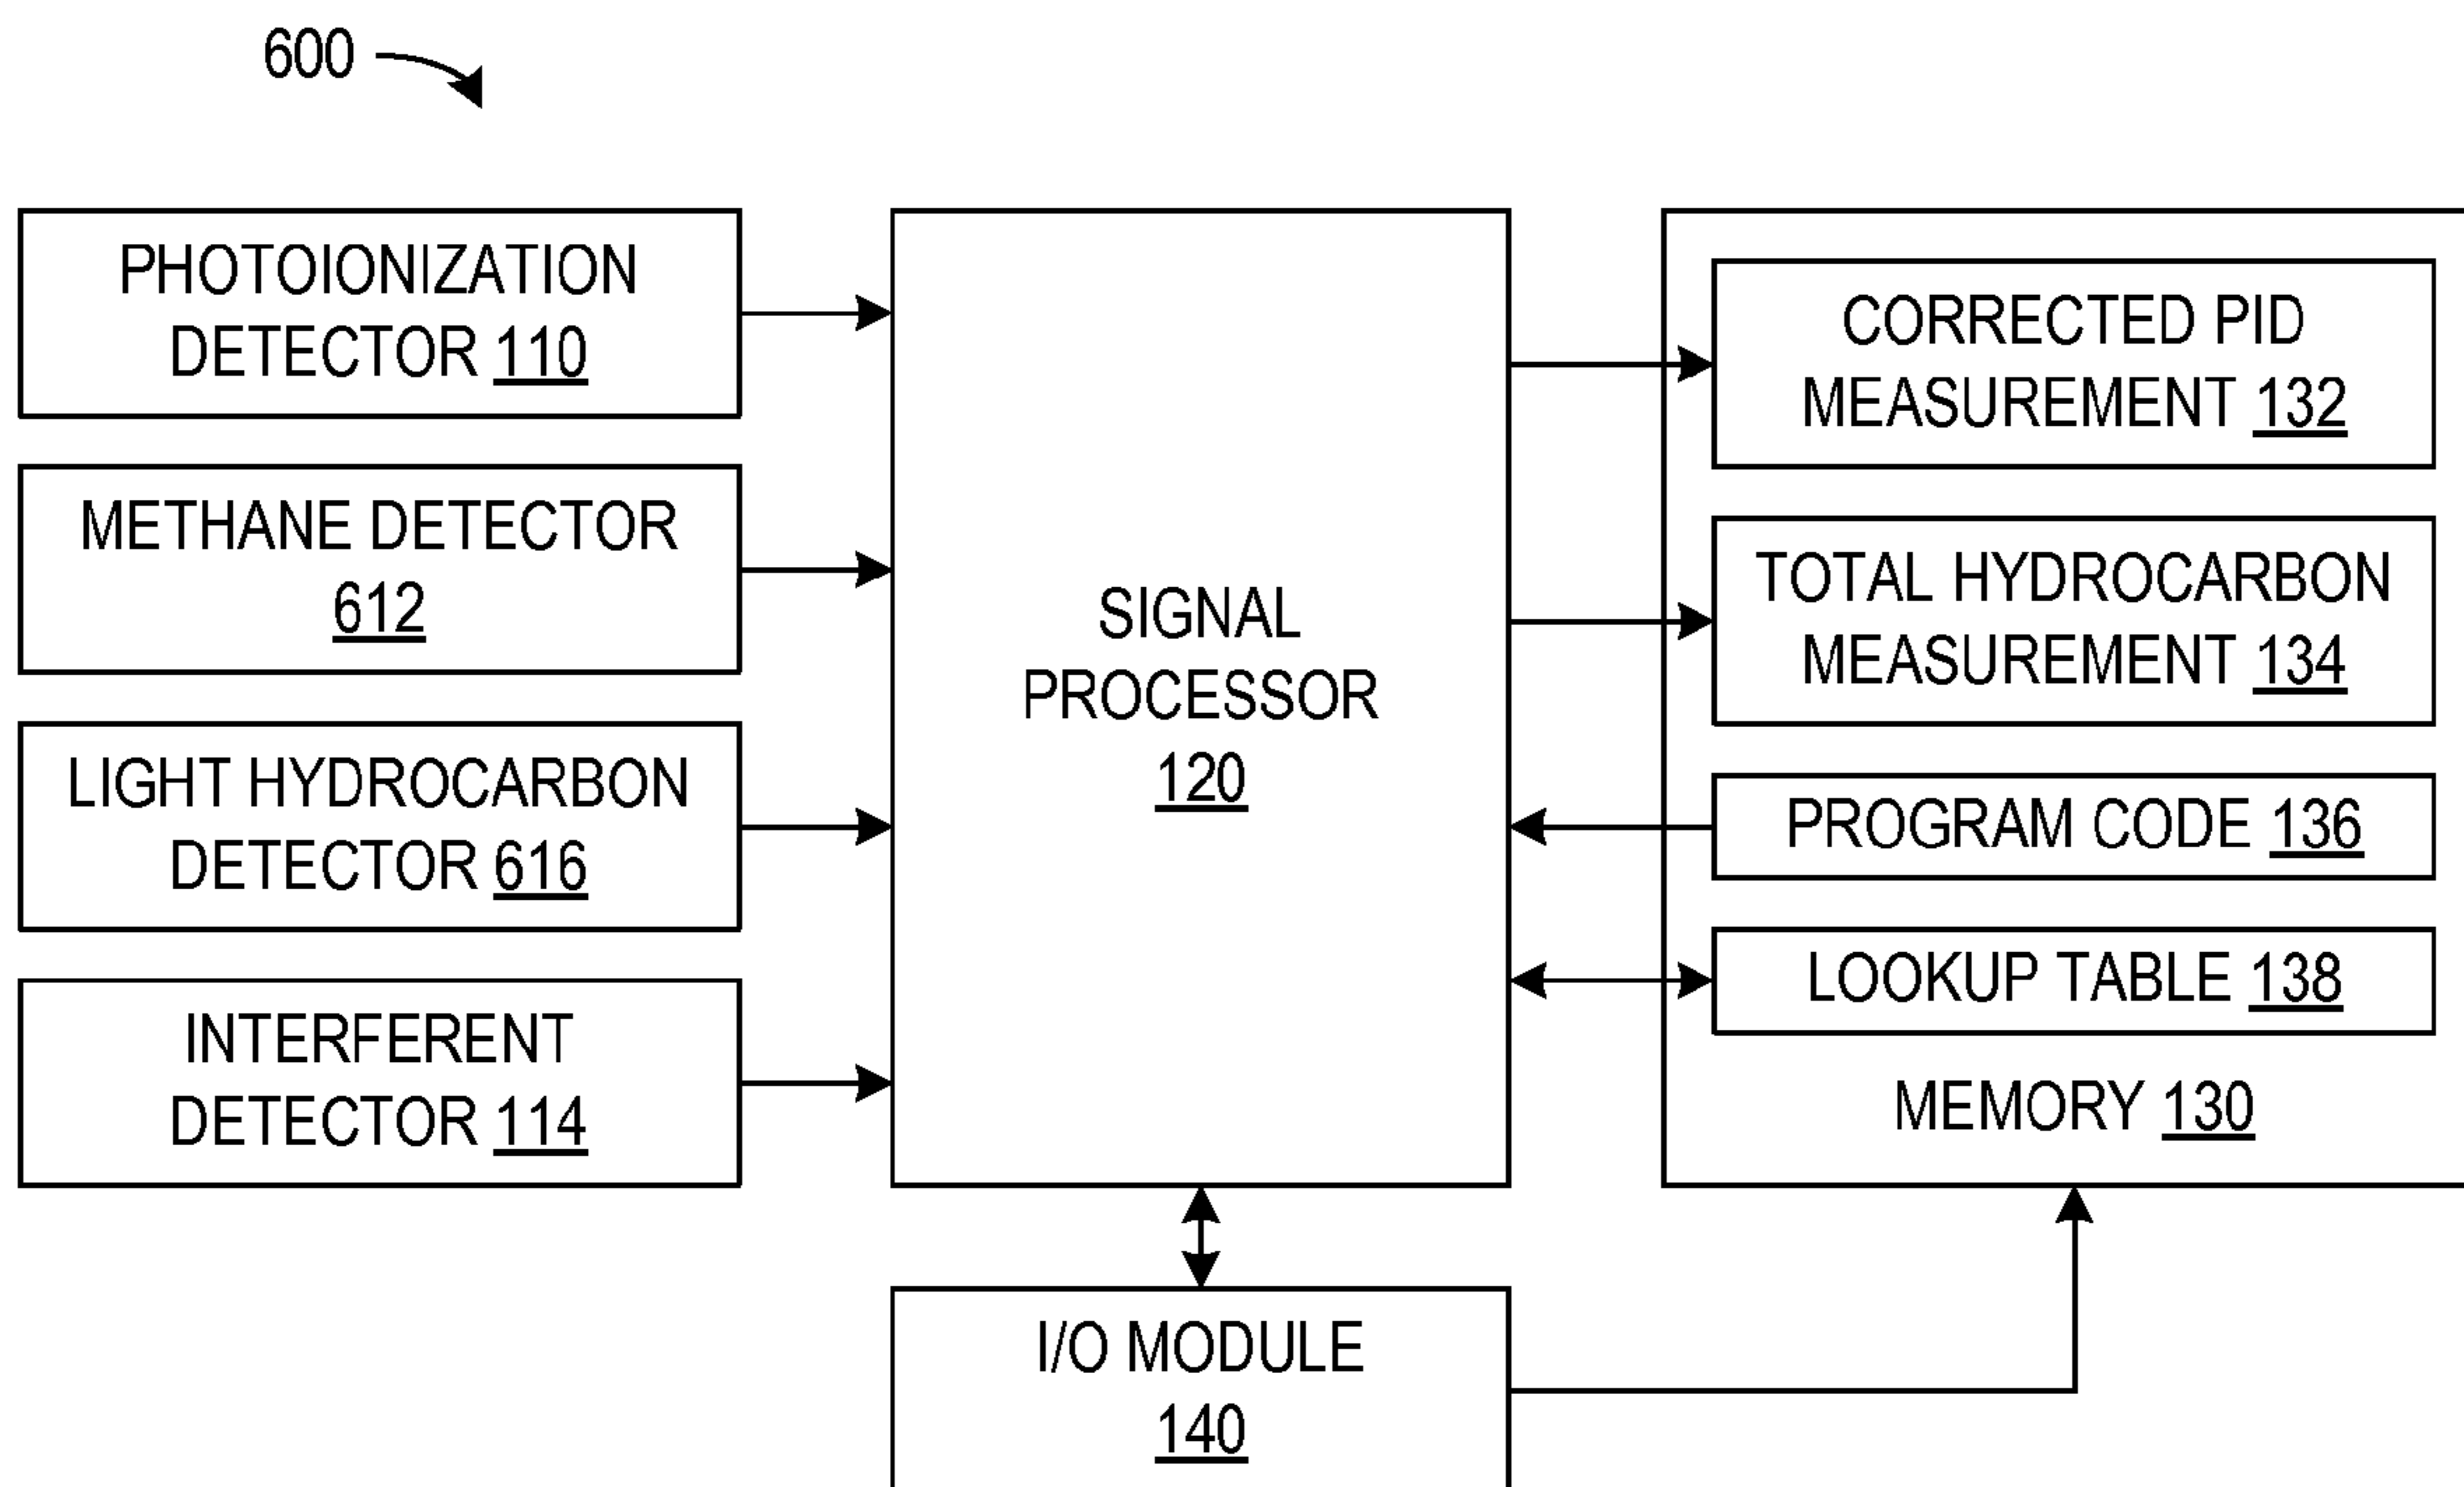 600
PHOTOIONIZATION
DETECTOR 110
METHANE DETECTOR
612
LIGHT HYDROCARBON
DETECTOR 616
INTERFERENT
DETECTOR 114
SIGNAL
PROCESSOR
120
CORRECTED PID
MEASUREMENT 132
TOTAL HYDROCARBON
MEASUREMENT 134
PROGRAM CODE 136
LOOKUP TABLE 138
MEMORY 130
I/O MODULE
140